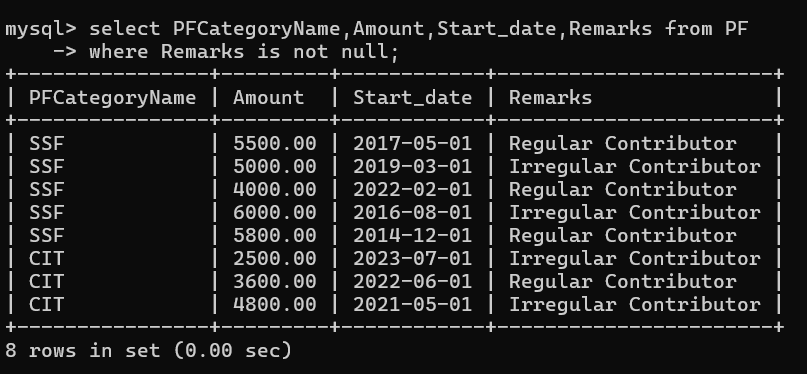 mysql> select PFCategoryName,Amount,Start_date,Remarks from PF
    -> where Remarks is not null;
+----------------+---------+------------+-----------------------+
| PFCategoryName | Amount  | Start_date | Remarks               |
+----------------+---------+------------+-----------------------+
| SSF            | 5500.00 | 2017-05-01 | Regular Contributor   |
| SSF            | 5000.00 | 2019-03-01 | Irregular Contributor |
| SSF            | 4000.00 | 2022-02-01 | Regular Contributor   |
| SSF            | 6000.00 | 2016-08-01 | Irregular Contributor |
| SSF            | 5800.00 | 2014-12-01 | Regular Contributor   |
| CIT            | 2500.00 | 2023-07-01 | Irregular Contributor |
| CIT            | 3600.00 | 2022-06-01 | Regular Contributor   |
| CIT            | 4800.00 | 2021-05-01 | Irregular Contributor |
+----------------+---------+------------+-----------------------+
8 rows in set (0.00 sec)